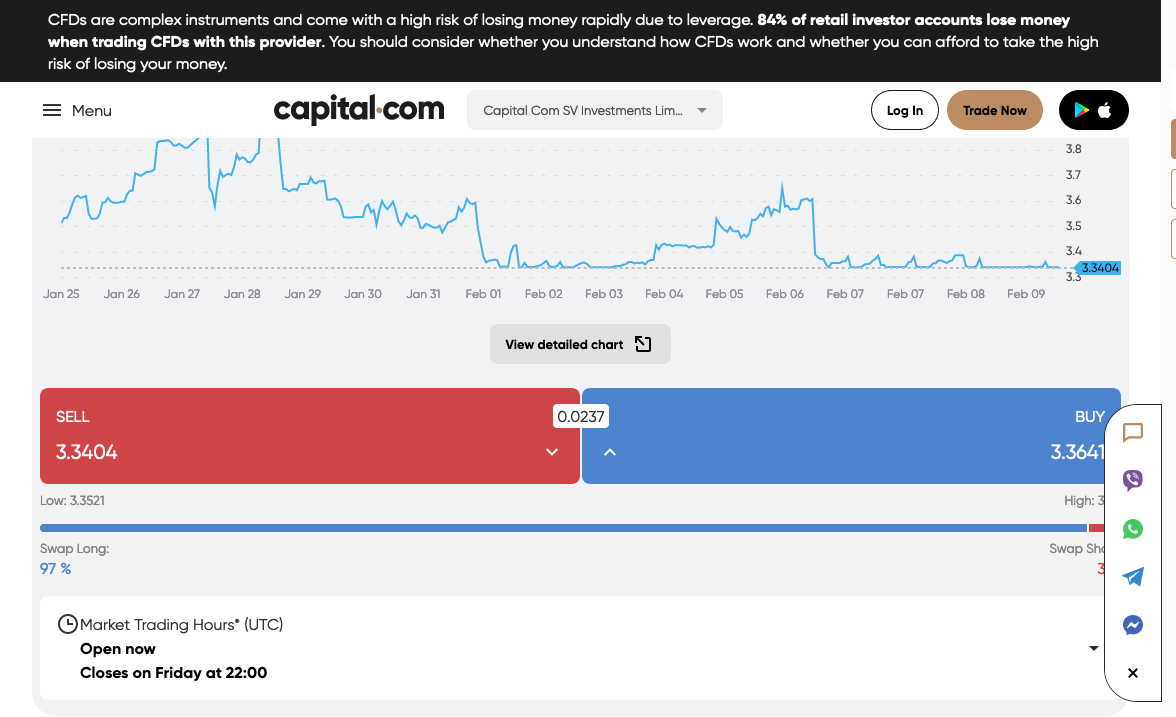 CFDs are complex instruments and come with a high risk of losing money rapidly due to leverage. 84% of retail investor accounts lose money
when trading CFDs with this provider. You should consider whether you understand how CFDs work and whether you can afford to take the high
risk of losing your money.
Menu
capital.com
Capital Com SV Investments Lim...
Log In
Trade Now
3.8
3.7
3.6
3.5
3.4
3.3404
3.3
Jan 25 Jan 26 Jan 27 Jan 28 Jan 29 Jan 30 Jan 31 Feb 01 Feb 02 Feb 03 Feb 04 Feb 05 Feb 06 Feb 07 Feb 07 Feb 08 Feb 09
View detailed chart
SELL 0.0237 BUY
3.3404 3.3641
Low: 3.3521 High: 3
Swap Long: Swap Sho
97 % 3
Market Trading Hours* (UTC)
Open now
Closes on Friday at 22:00